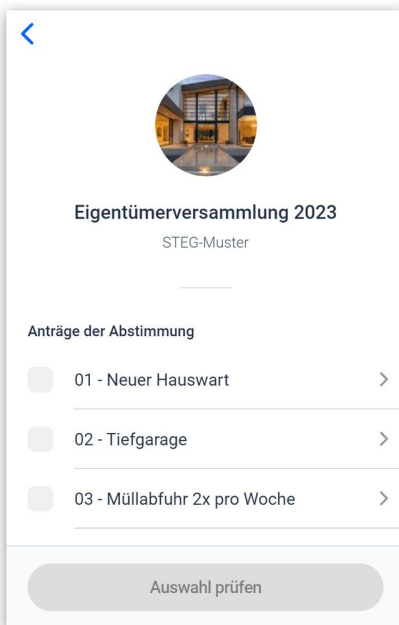 Eigentümerversammlung 2023
STEG-Muster
Anträge der Abstimmung
01 - Neuer Hauswart
02 - Tiefgarage
03 - Müllabfuhr 2x pro Woche
Auswahl prüfen